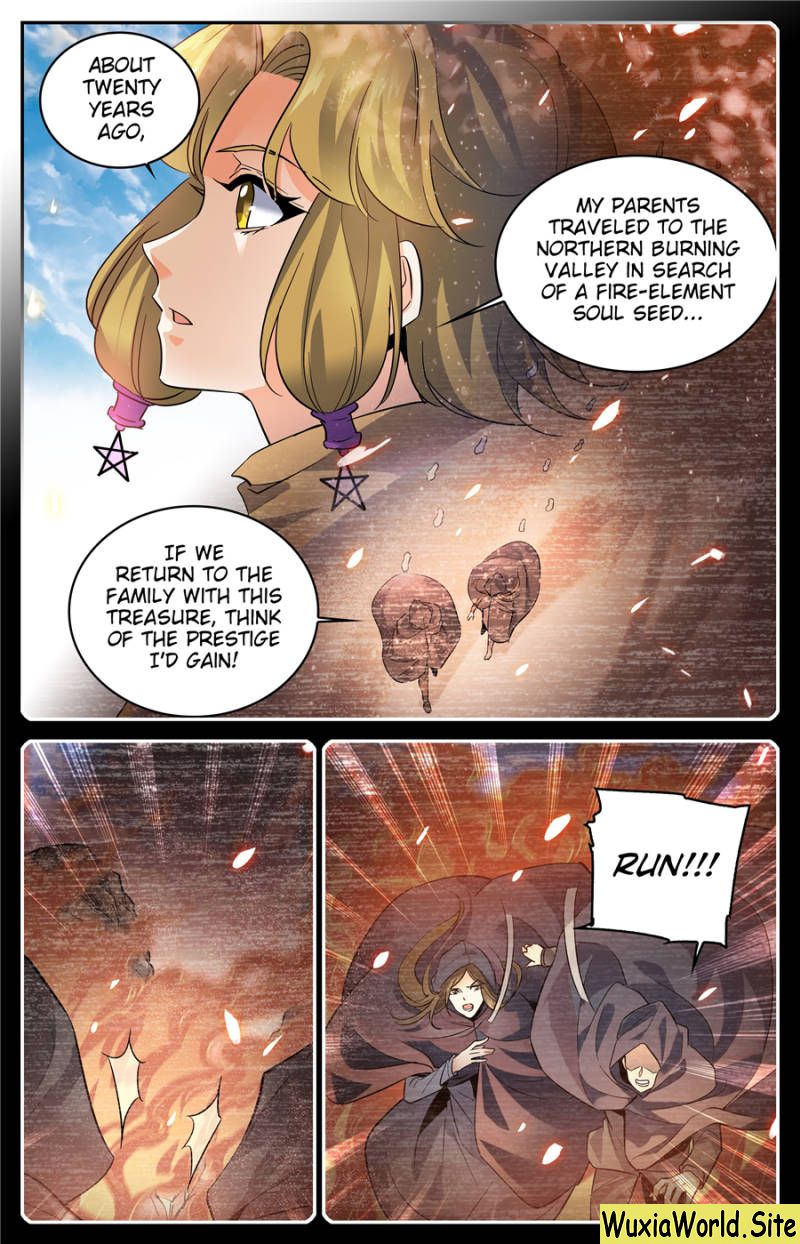 ABOUT
TWENTY
YEARS
AGO,
MY PARENTS
TRAVELED TO THE
NORTHERN BURNING
VALLEY IN SEARCH
OF A FIRE-ELEMENT
SOUL SEED...
IF WE
RETURN TO THE
FAMILY WITH THIS
TREASURE, THINK
OF THE PRESTIGE
I'D GAIN!
RUN!!!
WuxiaWorld.Site